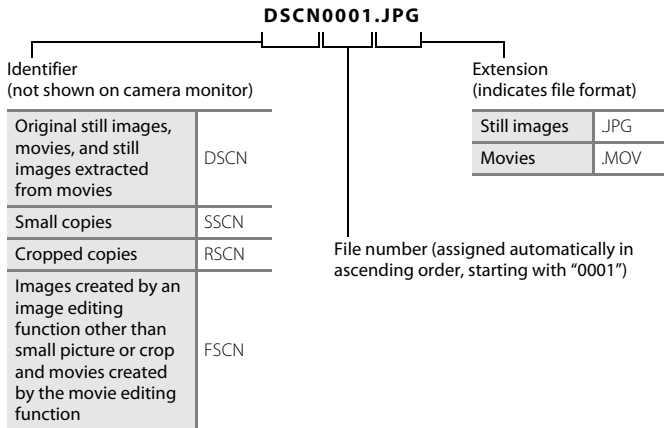 DSCN0001.JPG
Identifier
(not shown on camera monitor)
Original still images,
movies, and still
images extracted
from movies
DSCN
Small copies SSCN
Cropped copies RSCN
Images created by an
image editing
function other than
small picture or crop
and movies created
by the movie editing
function
FSCN
Extension
(indicates file format)
Still images .JPG
Movies .MOV
File number (assigned automatically in
ascending order, starting with “0001”)